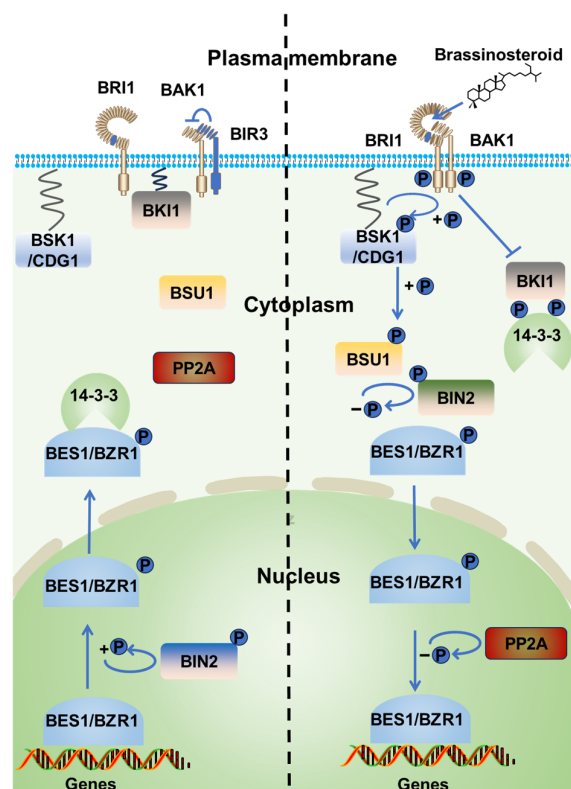 Plasma membrane
Brassinosteroid
BRI1
BAK1
BIR3
BKI1
BSK1
/CDG1
BSU1
PP2A
14-3-3
BES1/BZR1
P
BES1/BZR1
P
+P
BIN2
P
BES1/BZR1
Genes
Cytoplasm
Nucleus
z
BRI1
BAK1
P
P
+P
P
BSK1
/CDG1
+P
BKI1
P
P
14-3-3
P
BSU1
P
BIN2
−P
BES1/BZR1
P
BES1/BZR1
P
−P
PP2A
BES1/BZR1
Genes